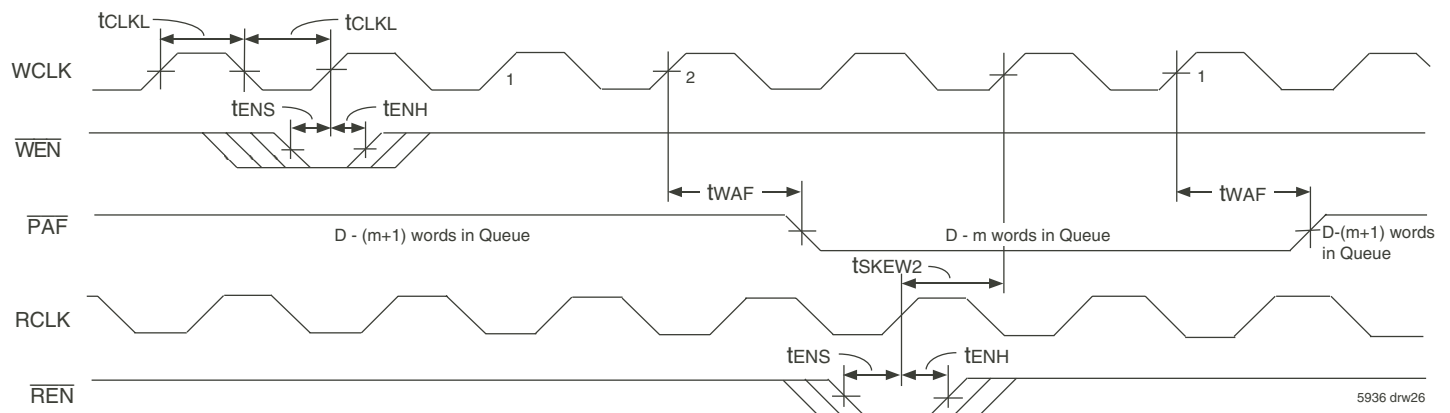 tCLKL tCLKL
WCLK 1 2 1
tENS tENH
WEN
tWAF tWAF
PAF
D - (m+1) words in Queue D - m words in Queue D-(m+1) words
in Queue
tSKEW2
RCLK
tENS tENH
REN
5936 drw26